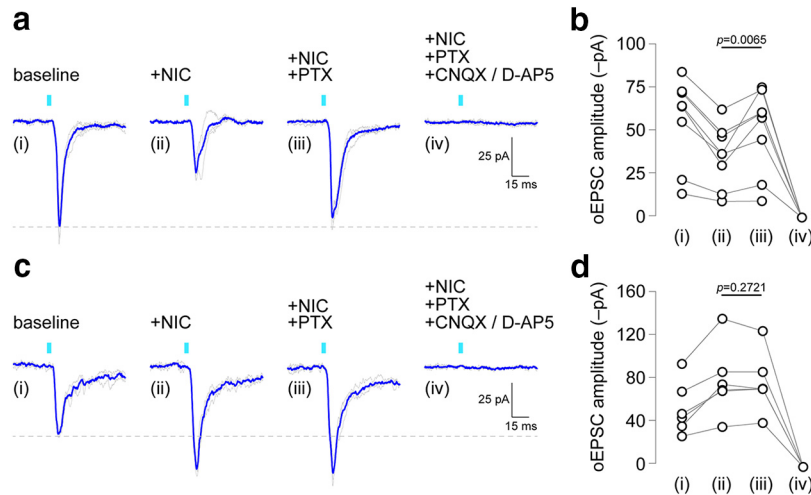 a
baseline
+NIC
+NIC
+PTX
+NIC
+PTX
+CNQX / D-AP5
(i)
(ii)
(iii)
(iv)
25 pA
15 ms
b
p=0.0065
oEPSC amplitude (–pA)
100
75
50
25
0
(i)
(ii)
(iii)
(iv)
c
baseline
+NIC
+NIC
+PTX
+NIC
+PTX
+CNQX / D-AP5
(i)
(ii)
(iii)
(iv)
25 pA
15 ms
d
p=0.2721
oEPSC amplitude (–pA)
160
120
80
40
0
(i)
(ii)
(iii)
(iv)